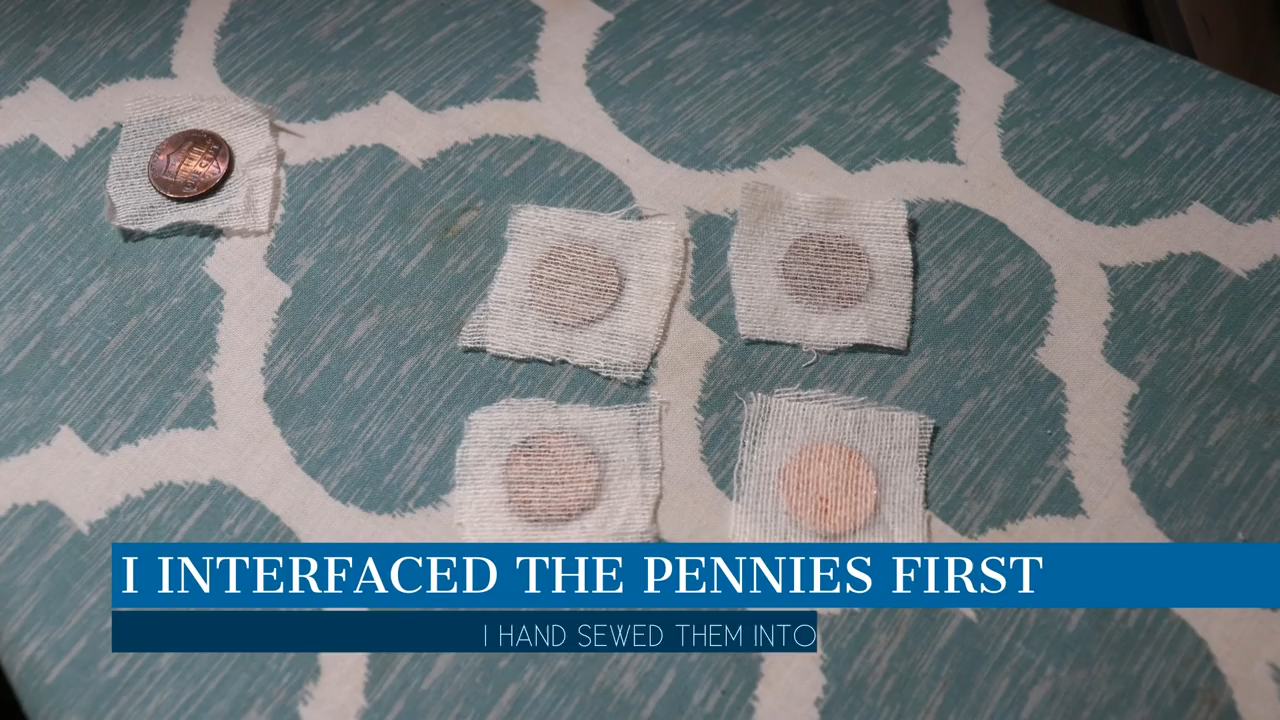 I INTERFACED THE PENNIES FIRST
I HAND SEWED THEM INTO